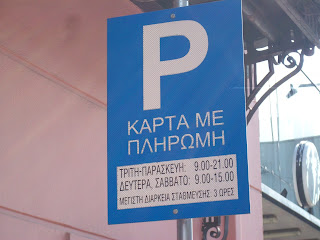 P
ΚΑΡΤΑ ΜΕ
ΠΛΗΡΩΜΗ
ΤΡΙΤΗ-ΠΑΡΑΣΚΕΥΗ: 9.00-21.00
ΔΕΥΤΕΡΑ, ΣΑΒΒΑΤΟ: 9.00-15.00
ΜΕΓΙΣΤΗ ΔΙΑΡΚΕΙΑ ΣΤΑΘΜΕΥΣΗΣ: 3 ΩΡΕΣ